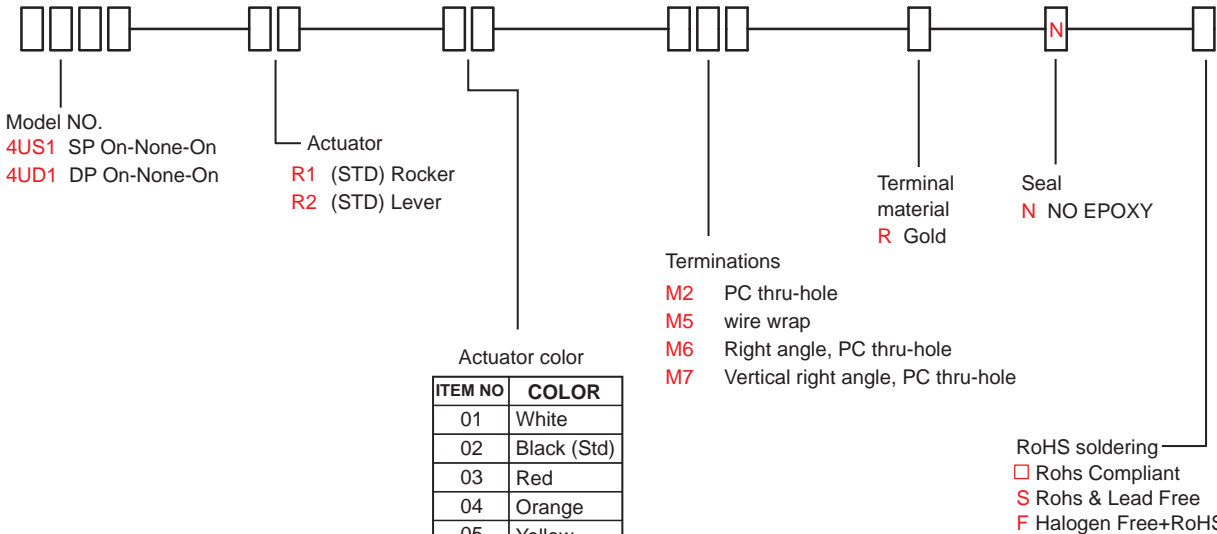 N
Model NO.
4US1 SP On-None-On
4UD1 DP On-None-On
Actuator
R1 (STD) Rocker
R2 (STD) Lever
Actuator color
ITEM NO COLOR
01 White
02 Black (Std)
03 Red
04 Orange
05 Yellow
Terminations
M2 PC thru-hole
M5 wire wrap
M6 Right angle, PC thru-hole
M7 Vertical right angle, PC thru-hole
Terminal
material
R Gold
Seal
N NO EPOXY
RoHS soldering
□ Rohs Compliant
S Rohs & Lead Free
F Halogen Free+RoHS